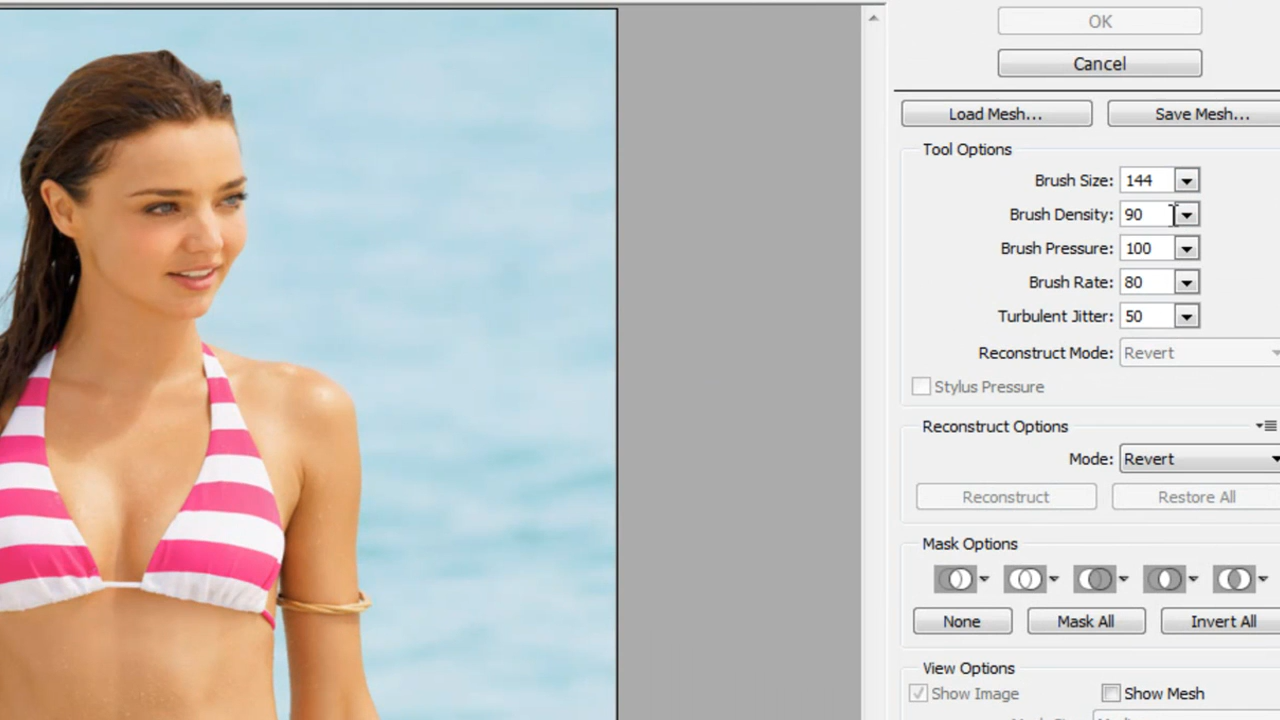 OK
Cancel
Load Mesh... Save Mesh...
Tool Options
Brush Size: 144
Brush Density: 90
Brush Pressure: 100
Brush Rate: 80
Turbulent Jitter: 50
Reconstruct Mode: Revert
Stylus Pressure
Reconstruct Options
Mode: Revert
Reconstruct Restore All
Mask Options
None Mask All Invert All
View Options
Show Image Show Mesh